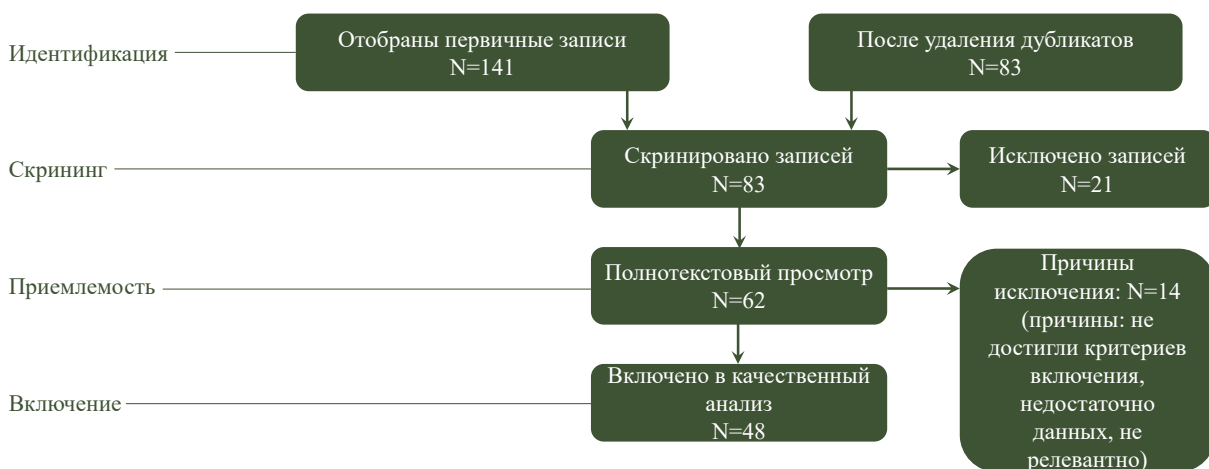 Идентификация
Отобраны первичные записи
N=141
После удаления дубликатов
N=83
Скрининг
Скринировано записей
N=83
Исключено записей
N=21
Приемлемость
Полнотекстовый просмотр
N=62
Причины
исключения: N=14
(причины: не
достигли критериев
включения,
недостаточно
данных, не
релевантно)
Включение
Включено в качественный
анализ
N=48